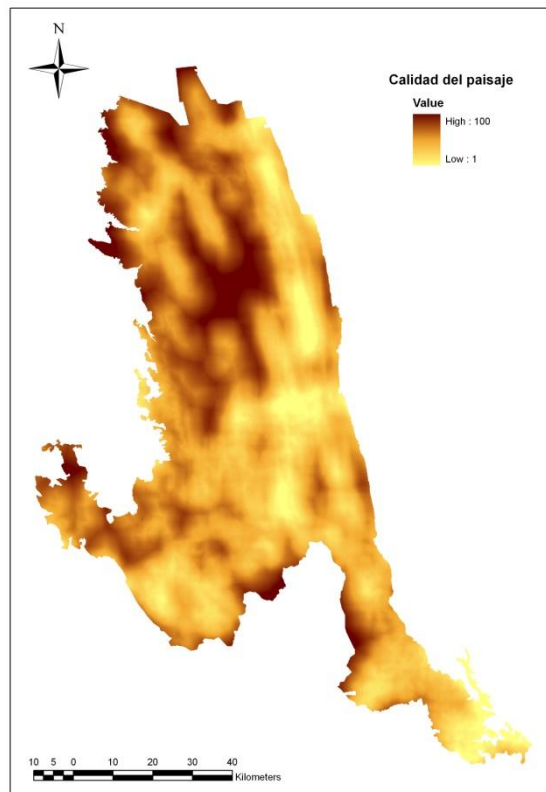 N
Calidad del paisaje
Value
High : 100
Low : 1
10 5 0 10 20 30 40
Kilometers